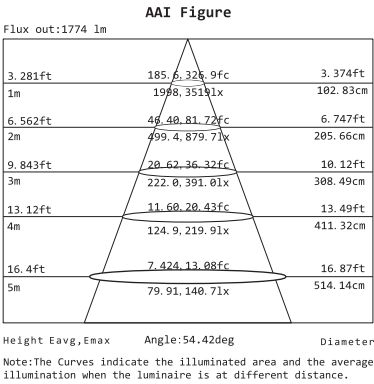 AAI Figure
Flux out:1774 lm
3.281ft 185.6,326.9fc 3.374ft
1m 1998,3519lx 102.83cm
6.562ft 46.40,81.72fc 6.747ft
2m 499.4,879.7lx 205.66cm
9.843ft 20.62,36.32fc 10.12ft
3m 222.0,391.0lx 308.49cm
13.12ft 11.60,20.43fc 13.49ft
4m 124.9,219.9lx 411.32cm
16.4ft 7.424,13.08fc 16.87ft
5m 79.91,140.7lx 514.14cm
Height Eavg,Emax Angle:54.42deg Diameter
Note:The Curves indicate the illuminated area and the average
illumination when the luminaire is at different distance.